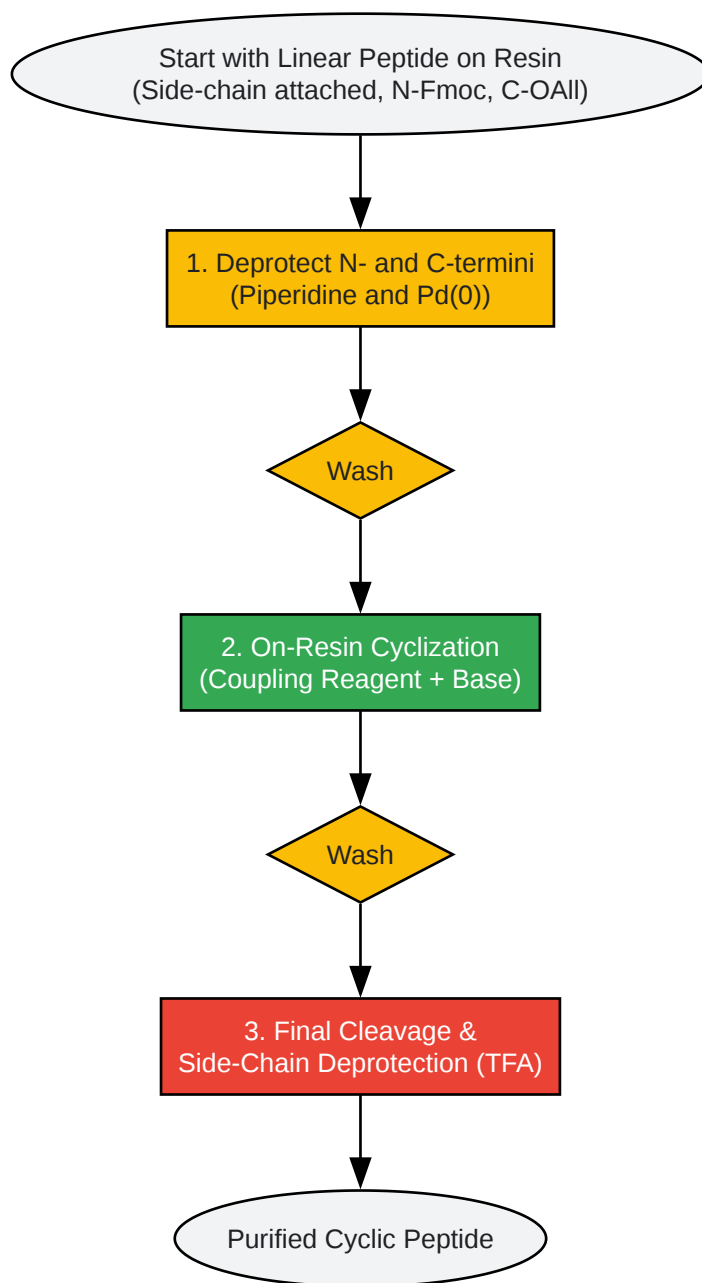 Start with Linear Peptide on Resin
(Side-chain attached, N-Fmoc, C-OAll)
1. Deprotect N- and C-termini
(Piperidine and Pd(0))
Wash
2. On-Resin Cyclization
(Coupling Reagent + Base)
Wash
3. Final Cleavage &
Side-Chain Deprotection (TFA)
Purified Cyclic Peptide